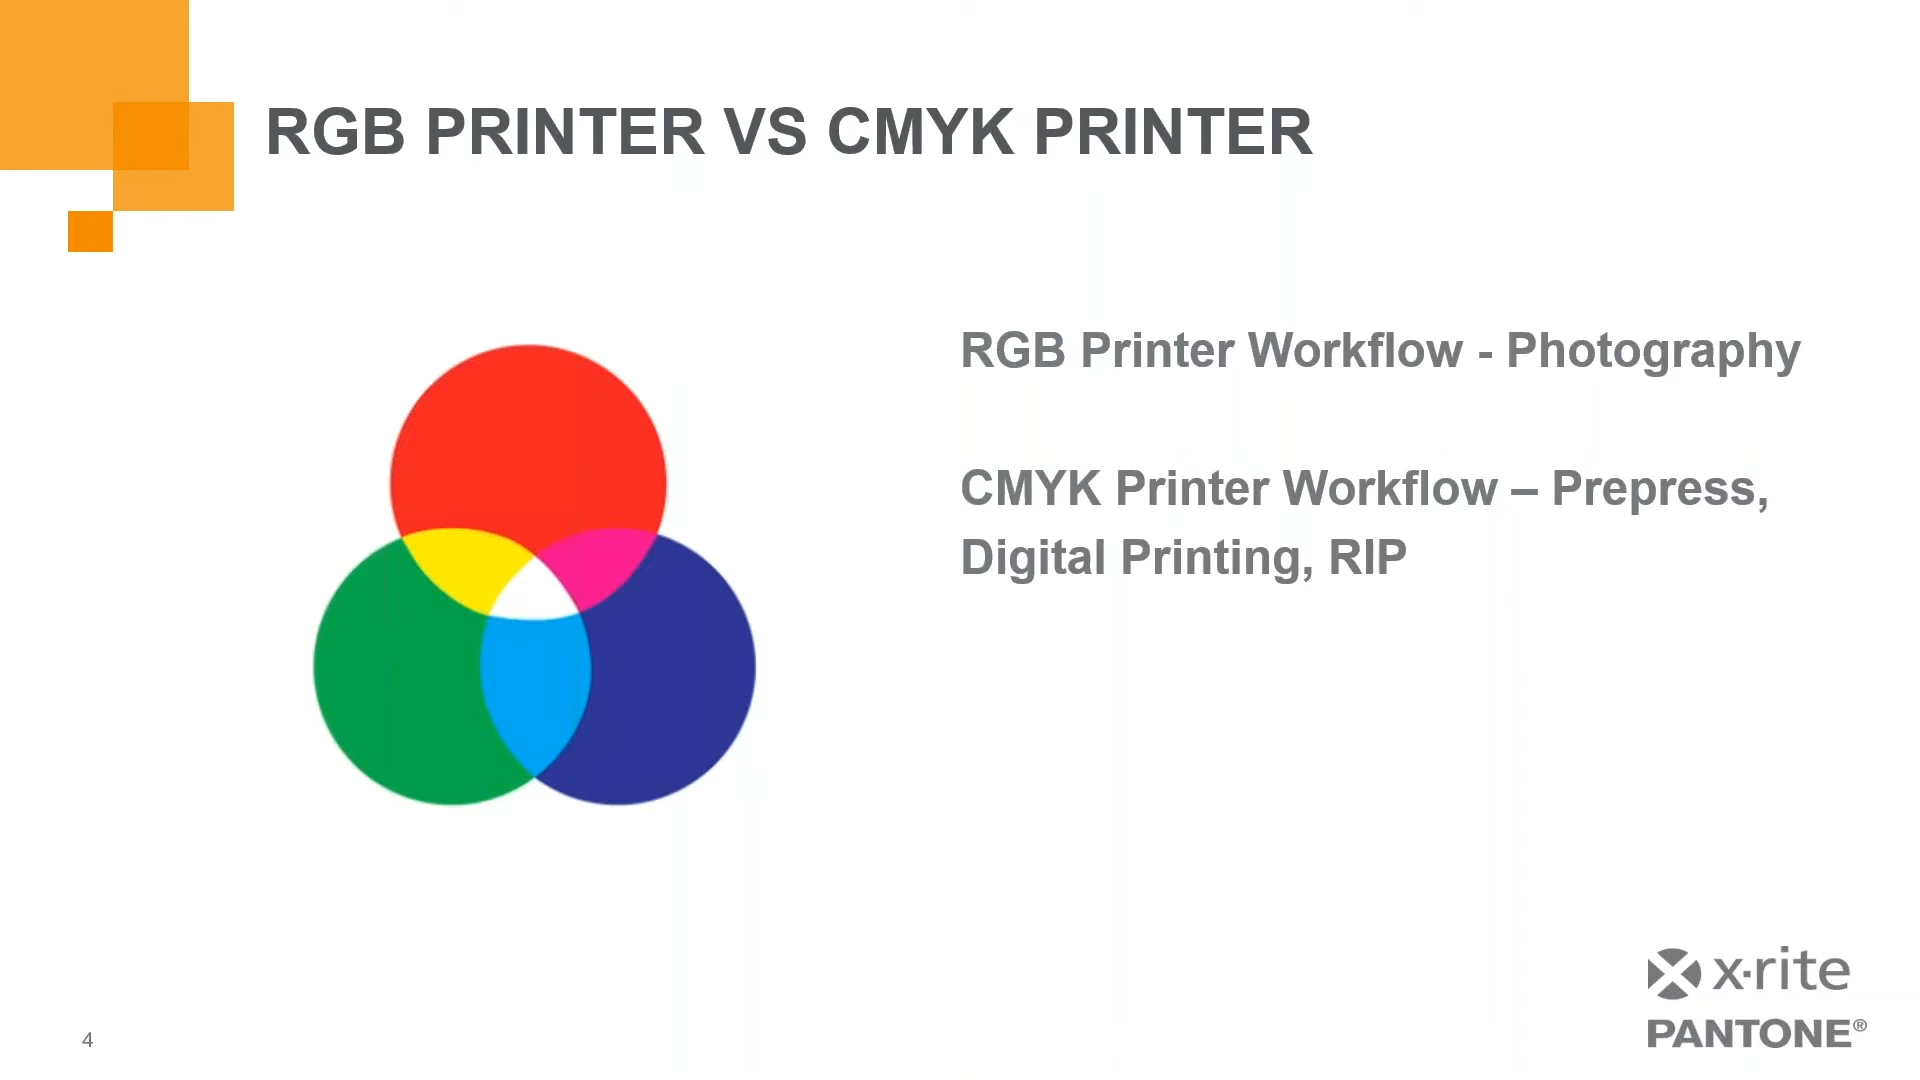 RGB PRINTER VS CMYK PRINTER
RGB Printer Workflow - Photography
CMYK Printer Workflow – Prepress,
Digital Printing, RIP
x·rite
PANTONE®
4